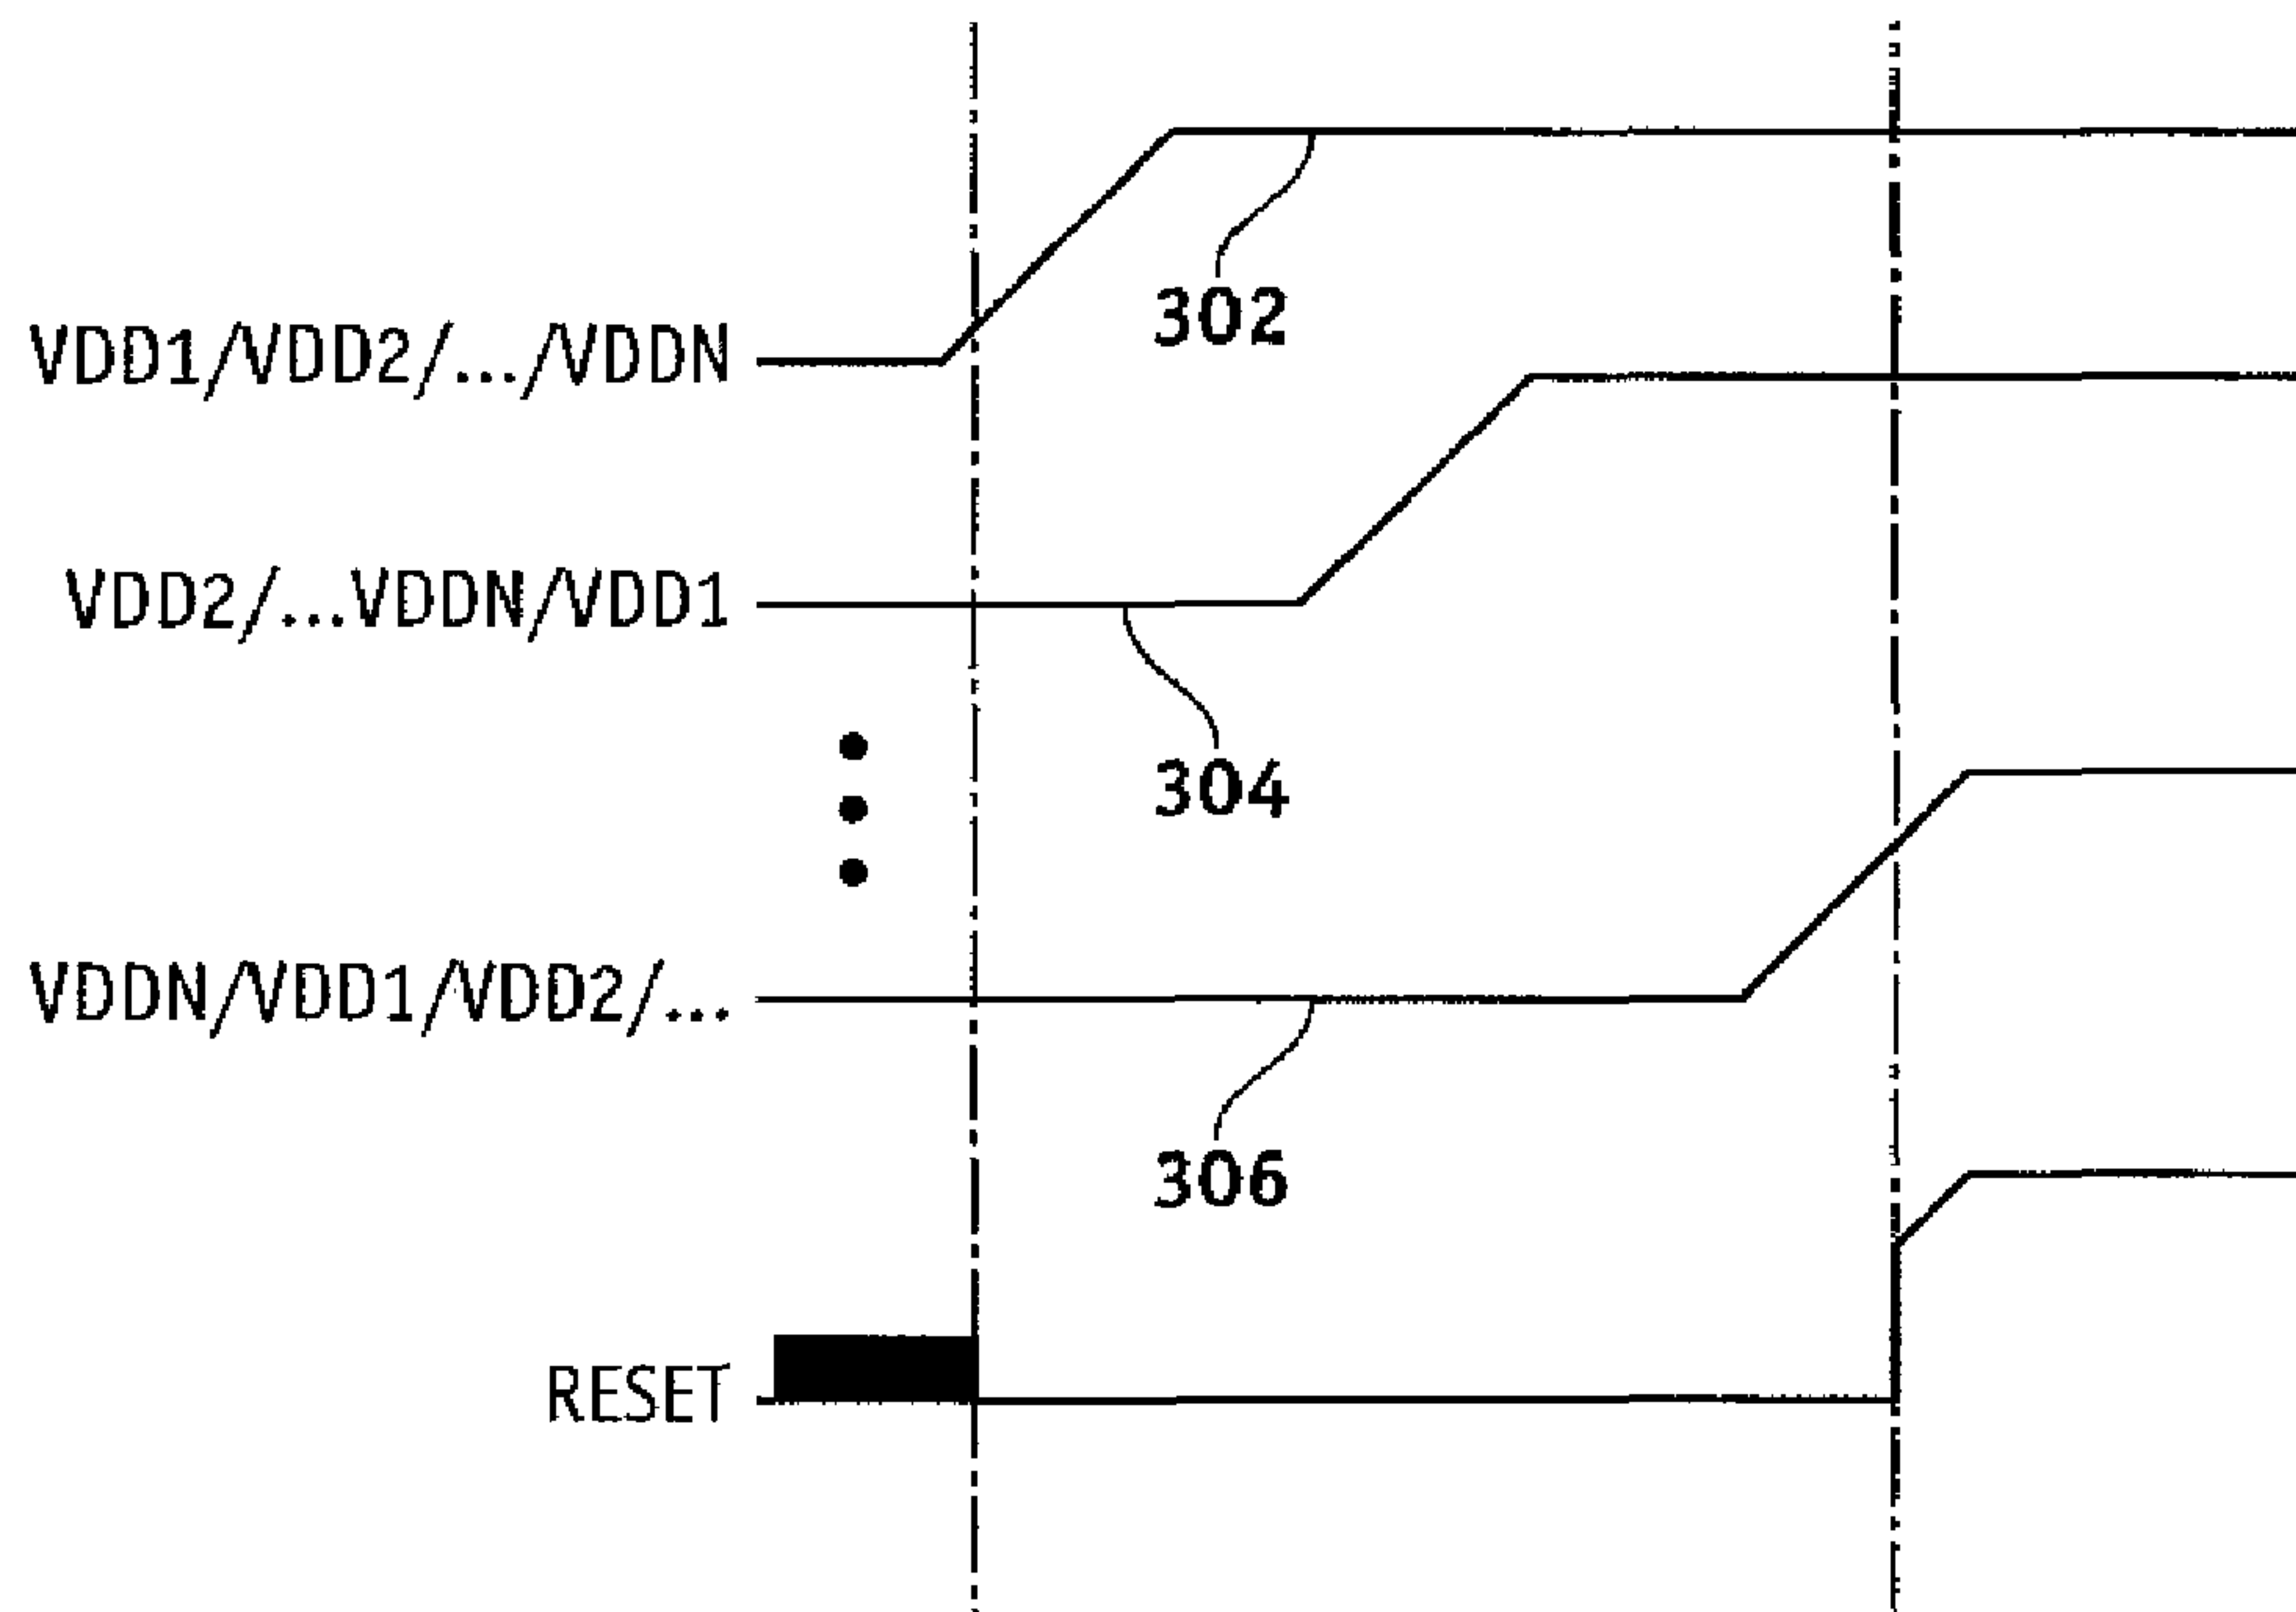 302
VDD1/VDD2/.../VDDN
VDD2/...VDDN/VDD1
304
VDDN/VDD1/VDD2/...
306
RESET